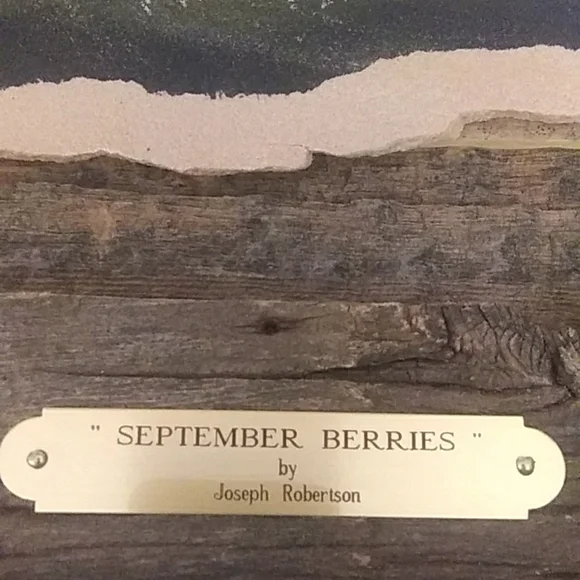 " SEPTEMBER BERRIES "
by
Joseph Robertson